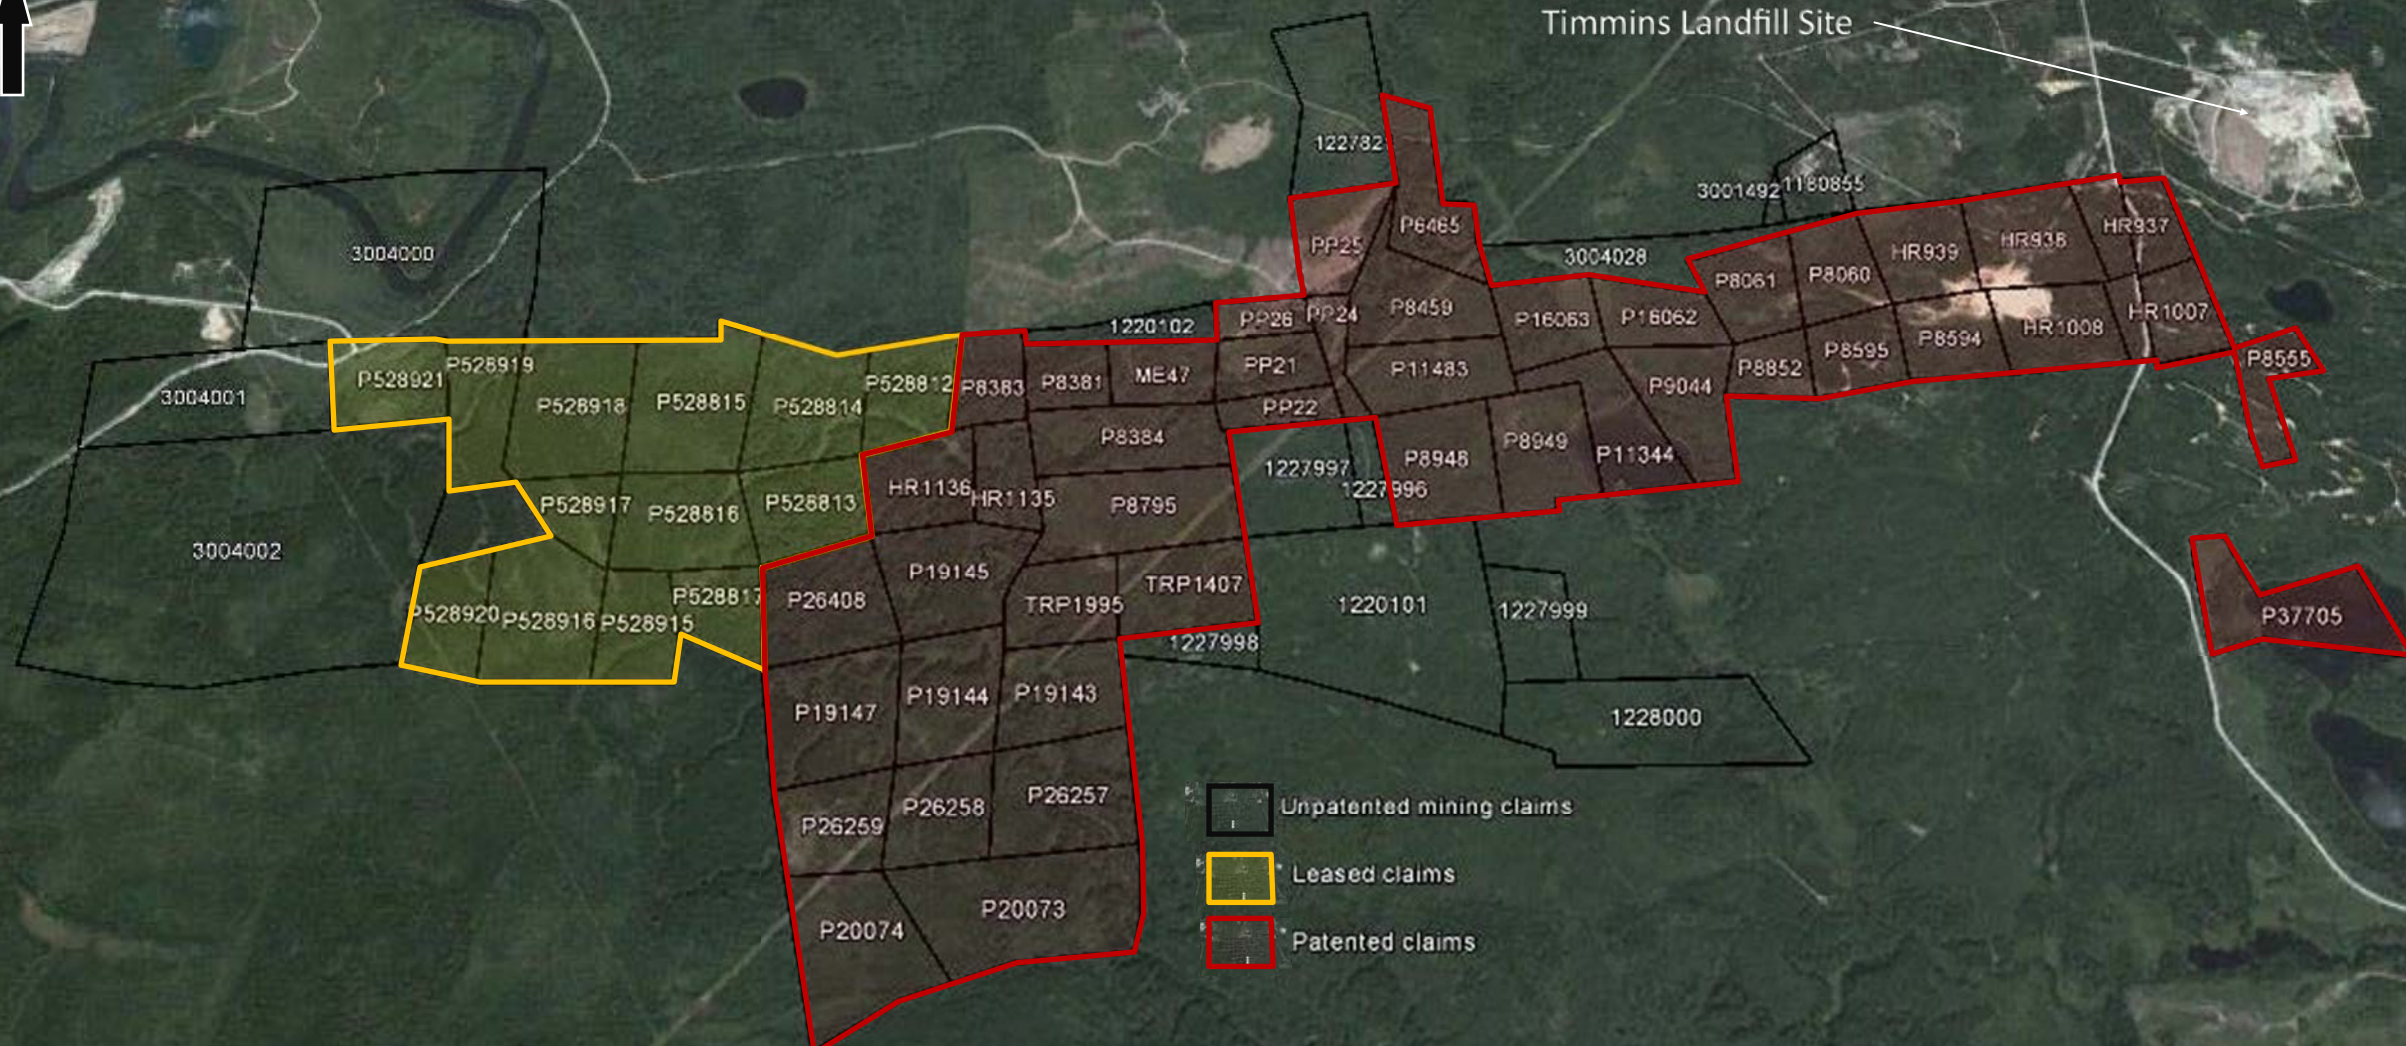 Timmins Landfill Site
122782
3001492
1180855
P6465
HR937
PP25
HR938
HR939
3004000
3004028
P8060
P8061
P8459
HR1007
PP24
PP26
P16063
P16062
1220102
HR1008
P8594
P8595
P8555
P528919
PP21
P11483
P8852
P528921
ME47
P8381
P528812
P8383
P9044
3004001
P528918
P528815
P528814
PP22
P8384
P8949
P11344
P8948
1227997
1227996
HR1136
HR1135
P528917
P528816
P528813
P8795
3004002
P19145
TRP1407
P528817
P26408
TRP1995
1220101
1227999
P37705
P528920
P528916
P528915
1227998
P19144
P19143
P19147
1228000
P26257
P26258
P26259
Unpatented mining claims
Leased claims
P20073
P20074
Patented claims